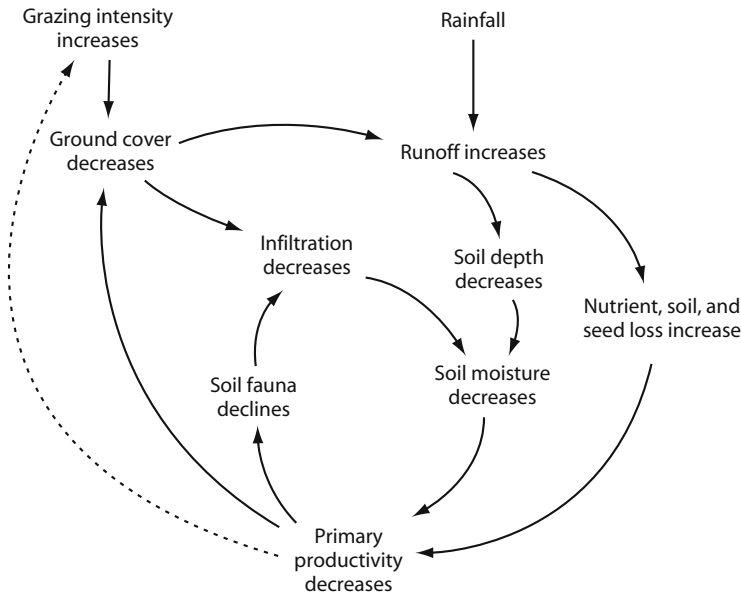 Grazing intensity
increases
Rainfall
Ground cover
decreases
Runoff increases
Infiltration
decreases
Soil depth
decreases
Nutrient, soil, and
seed loss increase
Soil fauna
declines
Soil moisture
decreases
Primary
productivity
decreases